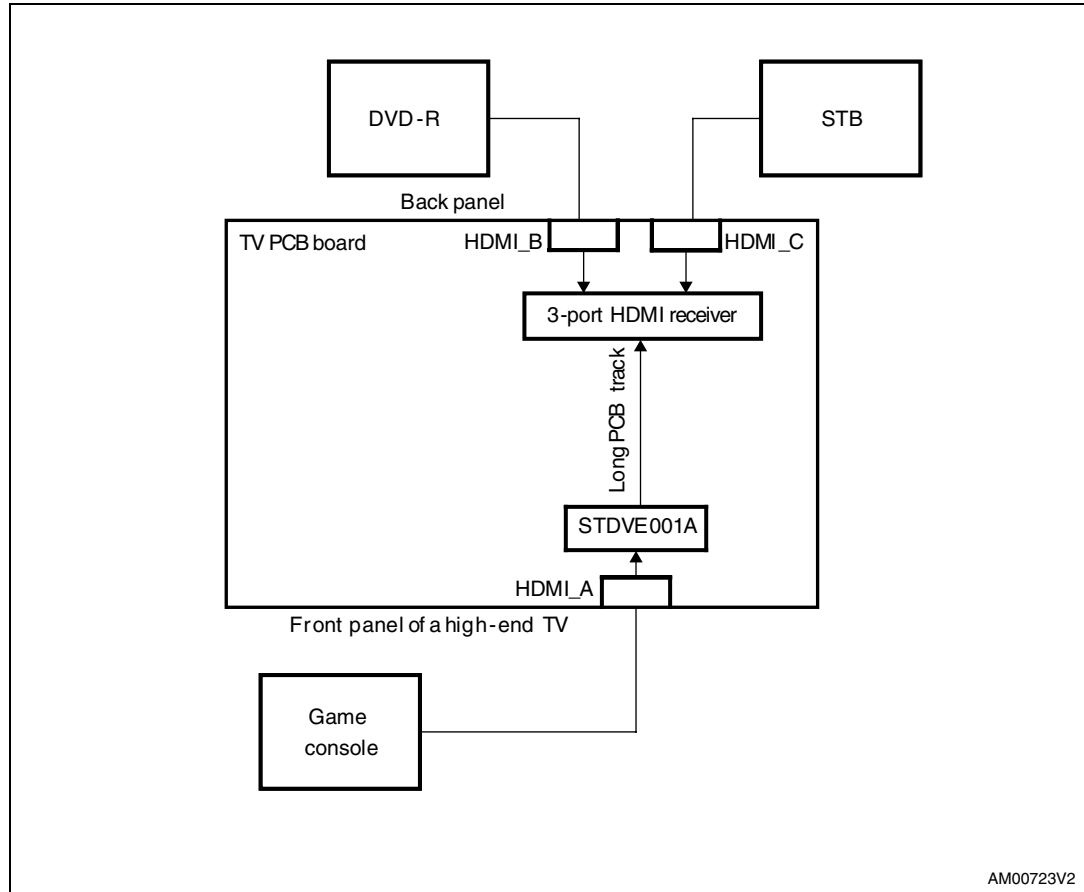 DVD-R
STB
Back panel
TV PCB board
HDMI_B
HDMI_C
3-port HDMI receiver
Long PCB track
STDVE001A
HDMI_A
Front panel of a high-end TV
Game
console
AM00723V2